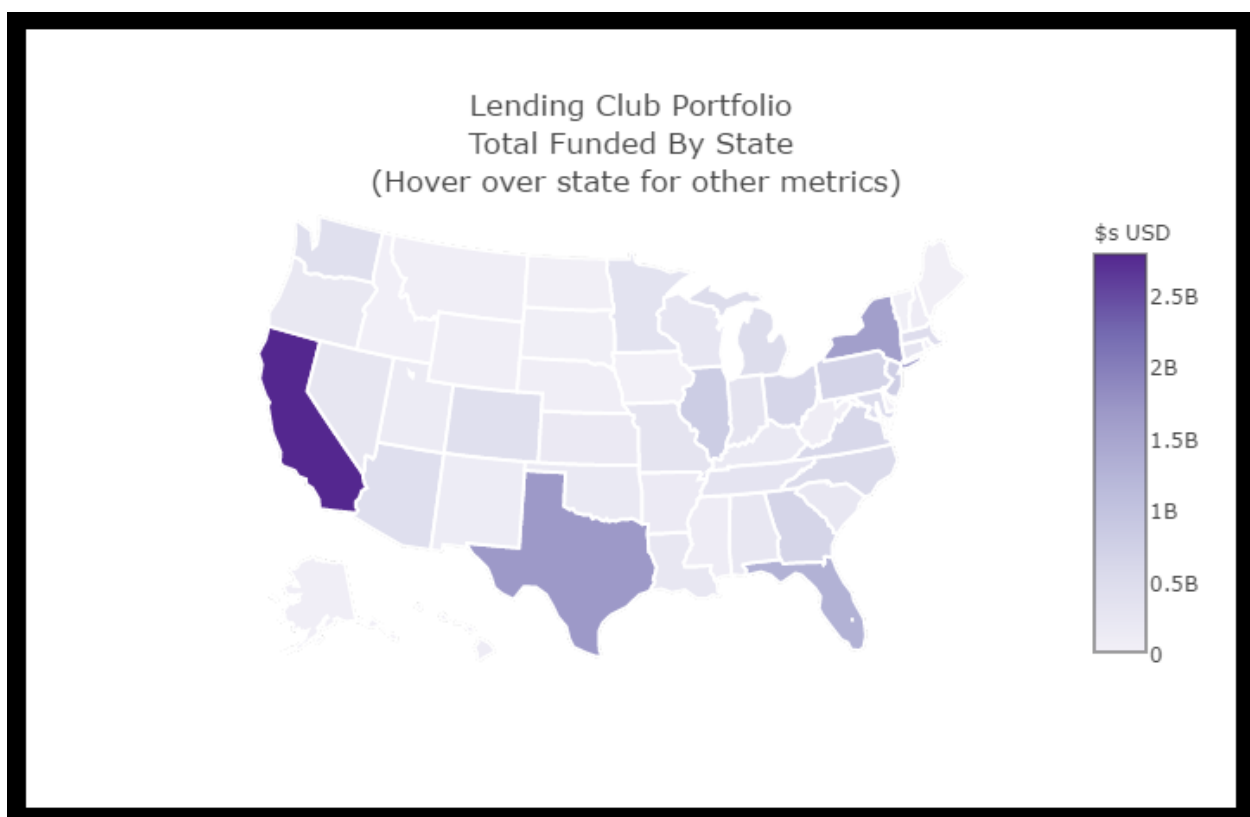 Lending Club Portfolio
Total Funded By State
(Hover over state for other metrics)
$s USD
2.5B
2B
1.5B
1B
0.5B
0